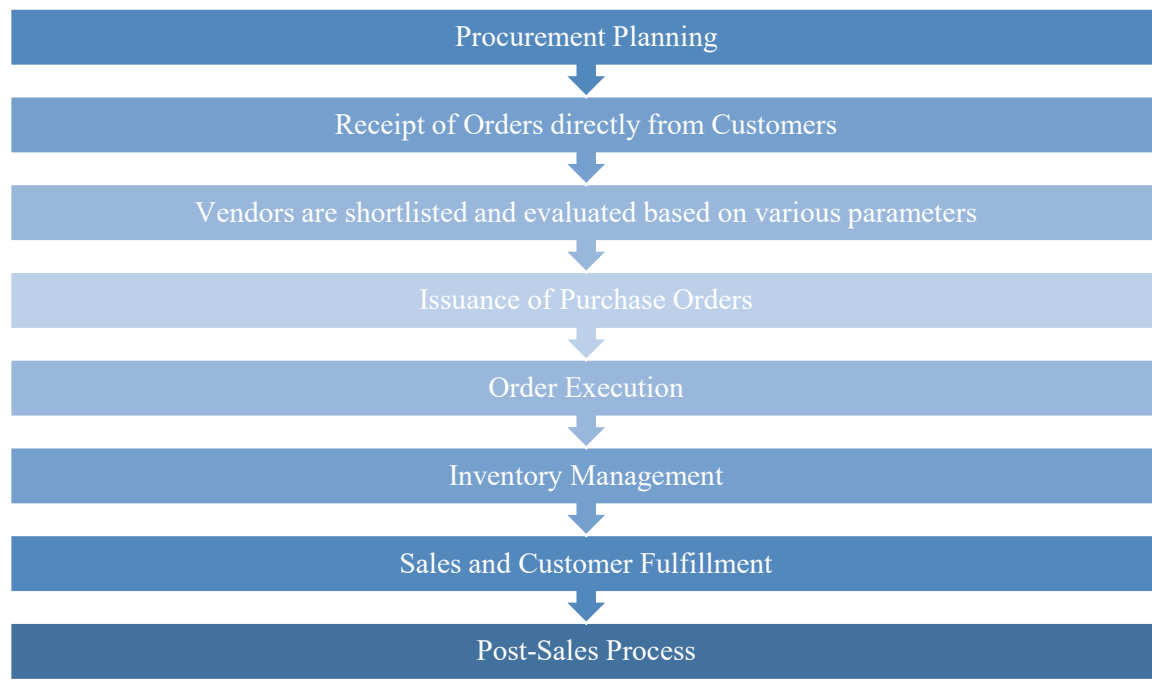 Procurement Planning
Receipt of Orders directly from Customers
Vendors are shortlisted and evaluated based on various parameters
Issuance of Purchase Orders
Order Execution
Inventory Management
Sales and Customer Fulfillment
Post-Sales Process